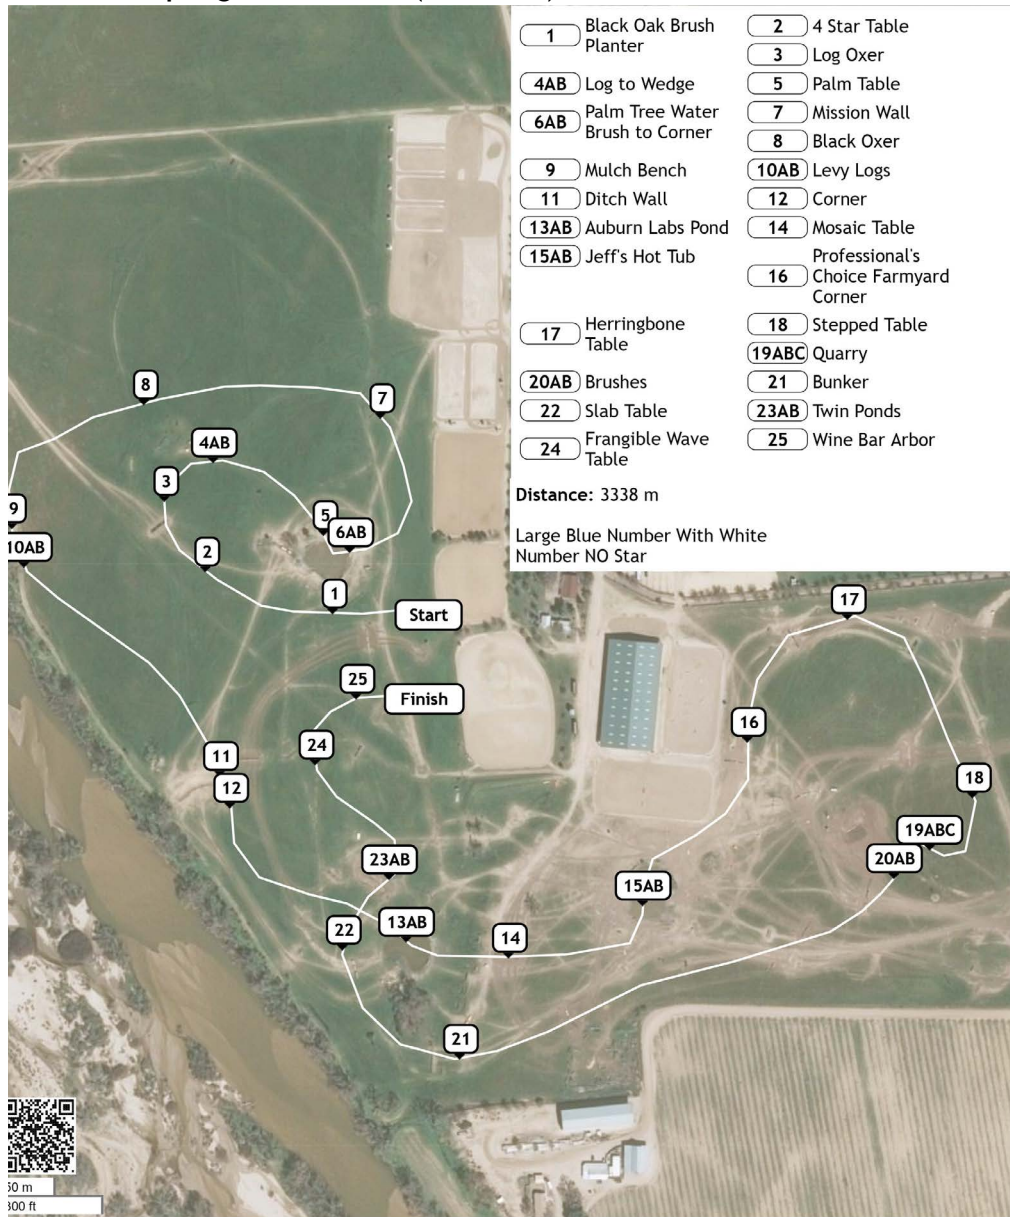 1 Black Oak Brush
Planter
2 4 Star Table
3 Log Oxer
4AB Log to Wedge
5 Palm Table
6AB Palm Tree Water
Brush to Corner
7 Mission Wall
8 Black Oxer
9 Mulch Bench
10AB Levy Logs
11 Ditch Wall
12 Corner
13AB Auburn Labs Pond
14 Mosaic Table
15AB Jeff's Hot Tub
16 Professional's
Choice Farmyard
Corner
17 Herringbone
Table
18 Stepped Table
19ABC Quarry
20AB Brushes
21 Bunker
22 Slab Table
23AB Twin Ponds
24 Frangible Wave
Table
25 Wine Bar Arbor
Distance: 3338 m
Large Blue Number With White
Number NO Star
8
7
4AB
3
5
9
6AB
10AB
2
1
Start
17
25
Finish
16
24
11
12
18
19ABC
23AB
20AB
15AB
13AB
22
14
21
50 m
300 ft